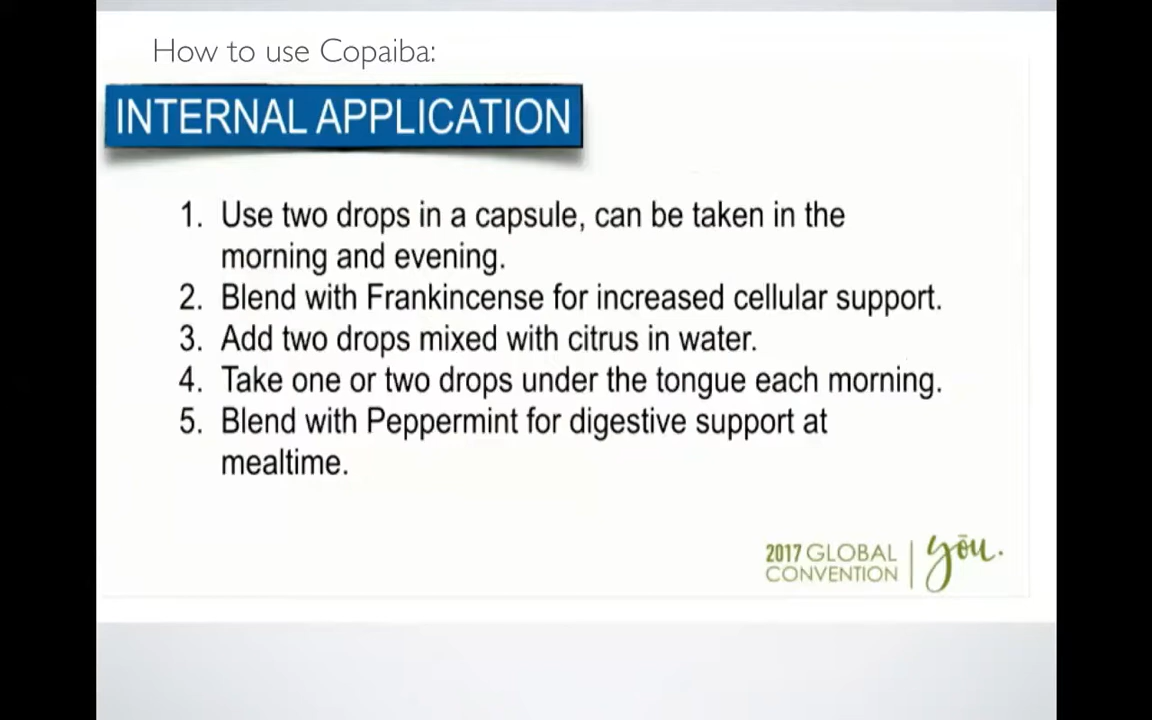 How to use Copaiba:
INTERNAL APPLICATION
1. Use two drops in a capsule, can be taken in the
morning and evening.
2. Blend with Frankincense for increased cellular support.
3. Add two drops mixed with citrus in water.
4. Take one or two drops under the tongue each morning.
5. Blend with Peppermint for digestive support at
mealtime.
2017 GLOBAL
CONVENTION
yōu.